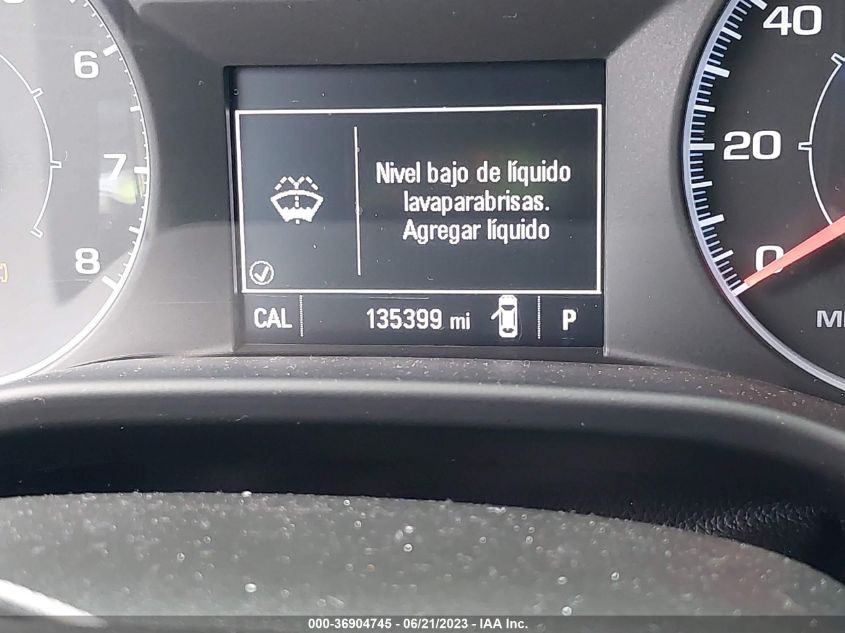 6
7
8
Nivel bajo de líquido
lavaparabrisas.
Agregar líquido
CAL 135399 mi P
40
20
0
000-36904745 - 06/21/2023 - IAA Inc.